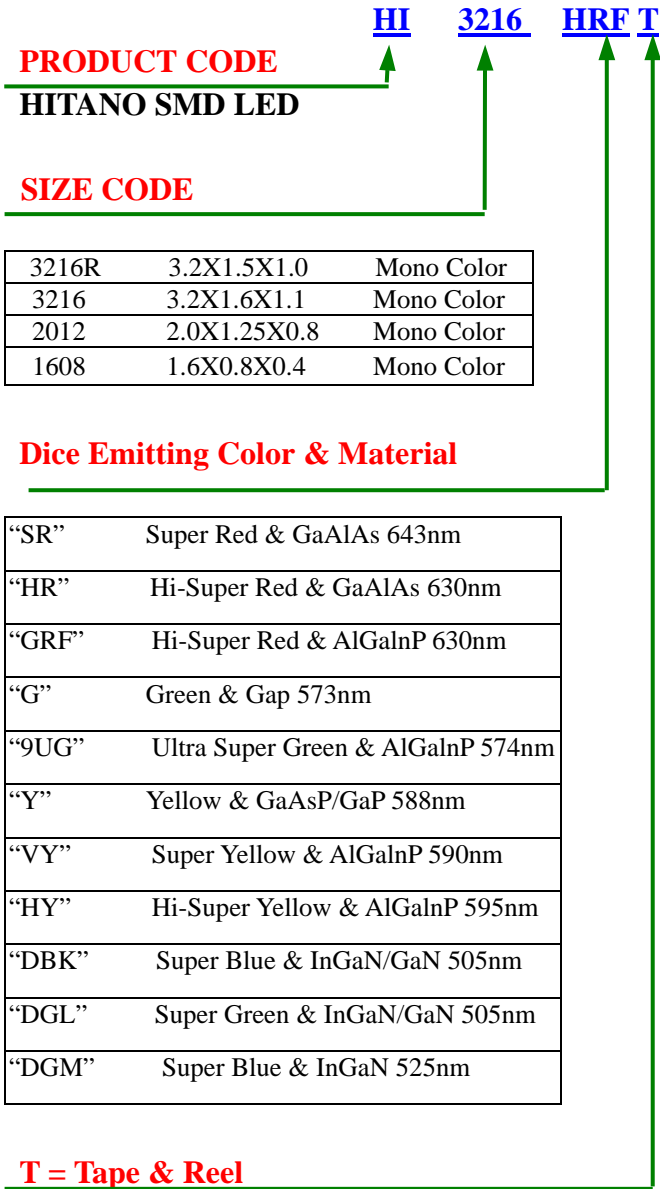 HI 3216 HRF T
PRODUCT CODE
HITANO SMD LED
SIZE CODE
3216R 3.2X1.5X1.0 Mono Color
3216 3.2X1.6X1.1 Mono Color
2012 2.0X1.25X0.8 Mono Color
1608 1.6X0.8X0.4 Mono Color
Dice Emitting Color & Material
“SR” Super Red & GaAlAs 643nm
“HR” Hi-Super Red & GaAlAs 630nm
“GRF” Hi-Super Red & AlGalnP 630nm
“G” Green & Gap 573nm
“9UG” Ultra Super Green & AlGalnP 574nm
“Y” Yellow & GaAsP/GaP 588nm
“VY” Super Yellow & AlGalnP 590nm
“HY” Hi-Super Yellow & AlGalnP 595nm
“DBK” Super Blue & InGaN/GaN 505nm
“DGL” Super Green & InGaN/GaN 505nm
“DGM” Super Blue & InGaN 525nm
T = Tape & Reel